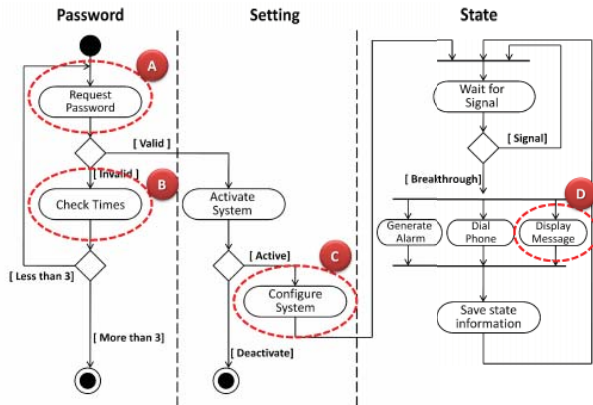 Password
Setting
State
A
Request
Password
[ Valid ]
[ Invalid ]
B
Check Times
[ Less than 3]
[ More than 3]
Activate
System
[ Active]
C
Configure
System
[ Deactivate]
Wait for
Signal
[ Signal]
[ Breakthrough]
D
Generate
Alarm
Dial
Phone
Display
Message
Save state
information